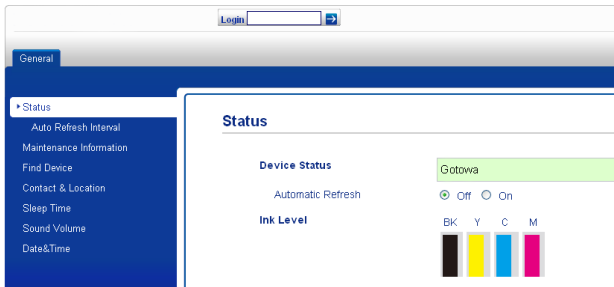 Login
General
Status
Auto Refresh Interval
Maintenance Information
Find Device
Contact & Location
Sleep Time
Sound Volume
Date&Time
Status
Device Status Gotowa
Automatic Refresh Off On
Ink Level BK Y C M